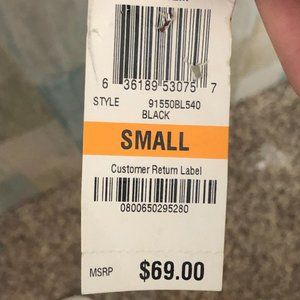 6 36189 53075 7
STYLE 91550BL540
BLACK
SMALL
Customer Return Label
0800650295280
MSRP $69.00